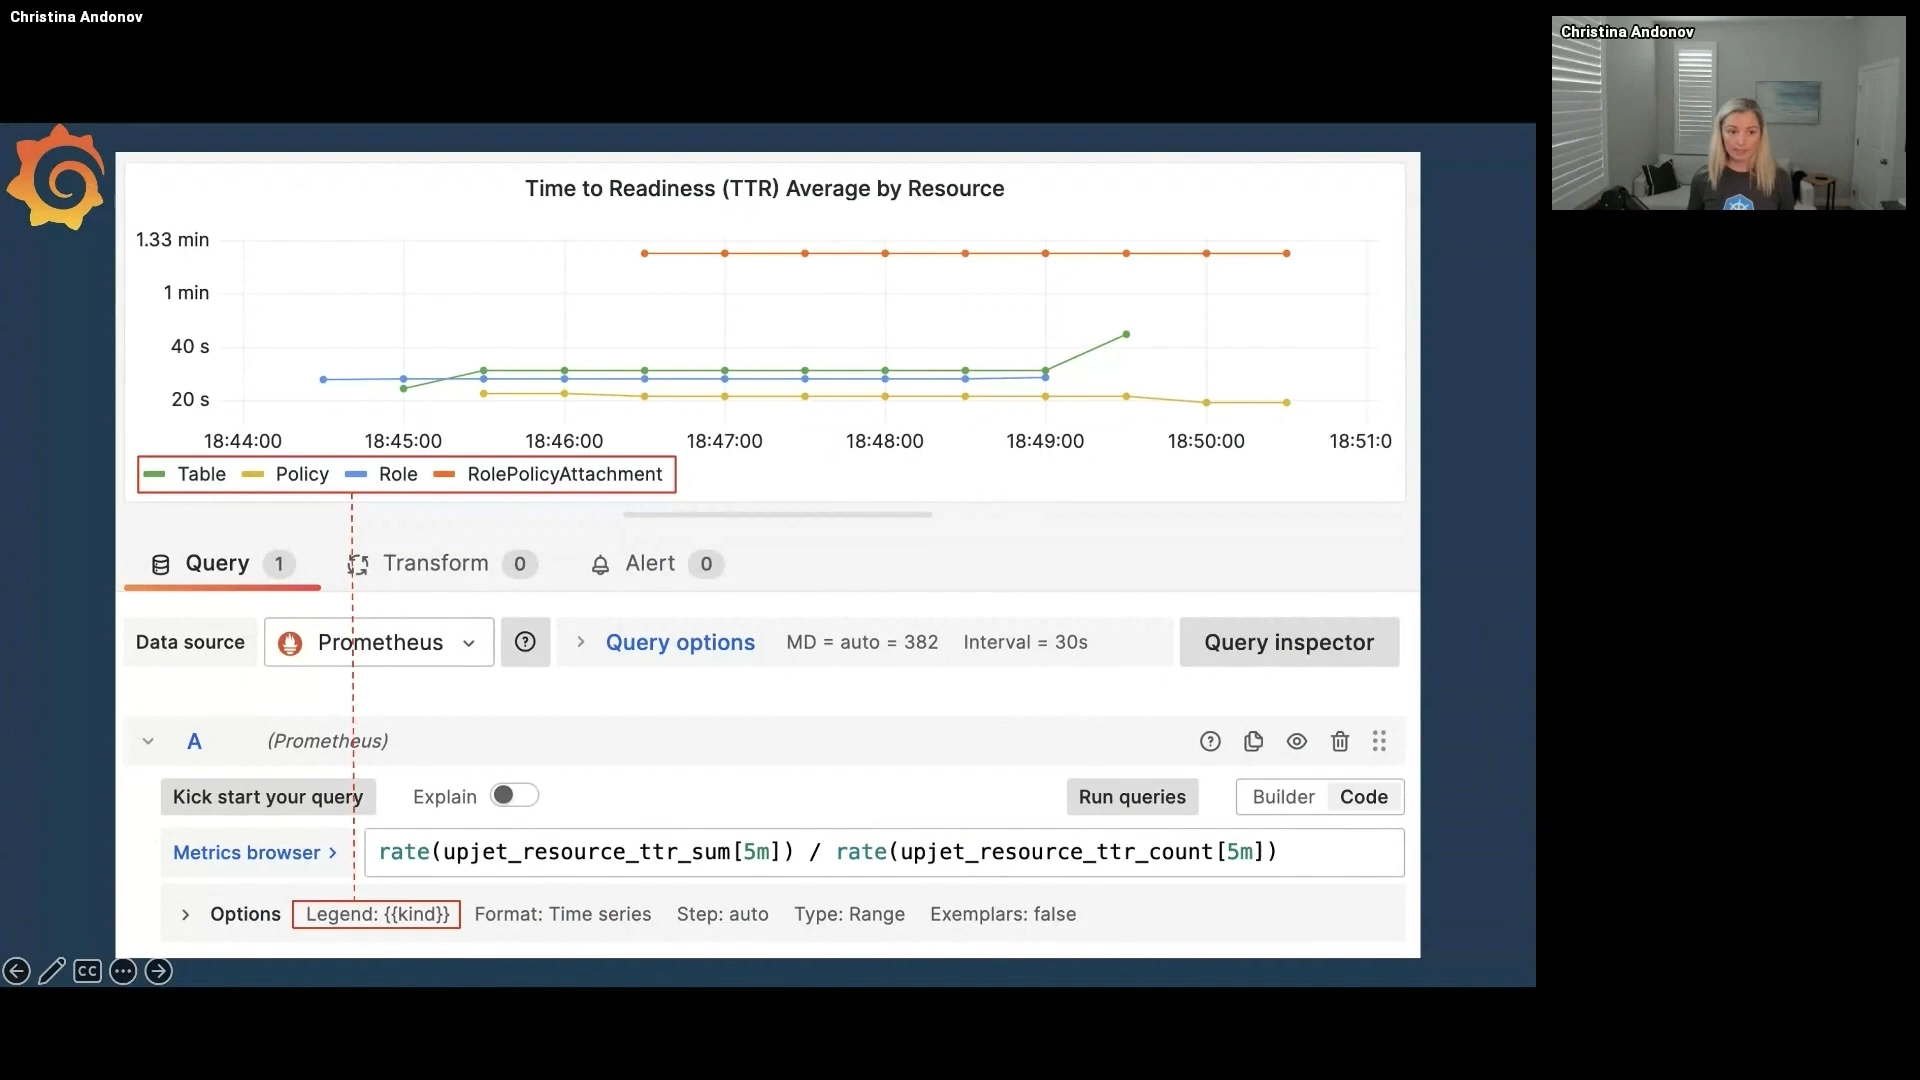 Christina Andonov
Christina Andonov
Time to Readiness (TTR) Average by Resource
1.33 min
1 min
40 s
20 s
18:44:00 18:45:00 18:46:00 18:47:00 18:48:00 18:49:00 18:50:00 18:51:0
Table Policy Role RolePolicyAttachment
Query 1 Transform 0 Alert 0
Data source Prometheus Query options MD = auto = 382 Interval = 30s Query inspector
A (Prometheus)
Kick start your query Explain Run queries Builder Code
Metrics browser > rate(upjet_resource_ttr_sum[5m]) / rate(upjet_resource_ttr_count[5m])
Options Legend: {{kind}} Format: Time series Step: auto Type: Range Exemplars: false
CC